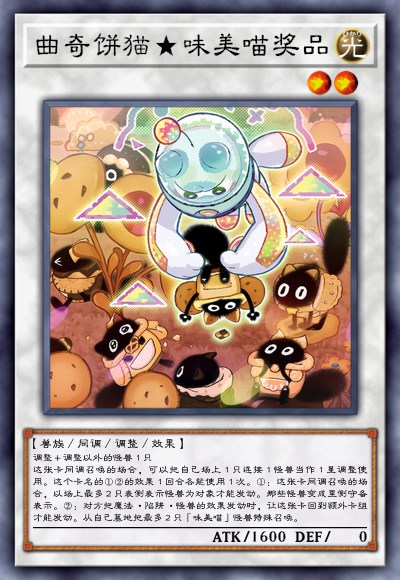 曲奇饼猫★味美喵奖品
光
【兽族/同调/调整/效果】
调整＋调整以外的怪兽1只
这张卡同调召唤的场合，可以把自己场上1只连接1怪兽当作1星调整使
用。这个卡名的①②的效果1回合各能使用1次。①：这张卡同调召唤的场
合，以场上最多2只表侧表示怪兽为对象才能发动。那些怪兽变成里侧守备
表示。②：对方把魔法·陷阱·怪兽的效果发动时，让这张卡回到额外卡组
才能发动。从自己墓地把最多2只「味美喵」怪兽特殊召唤。
ATK/1600 DEF/ 0